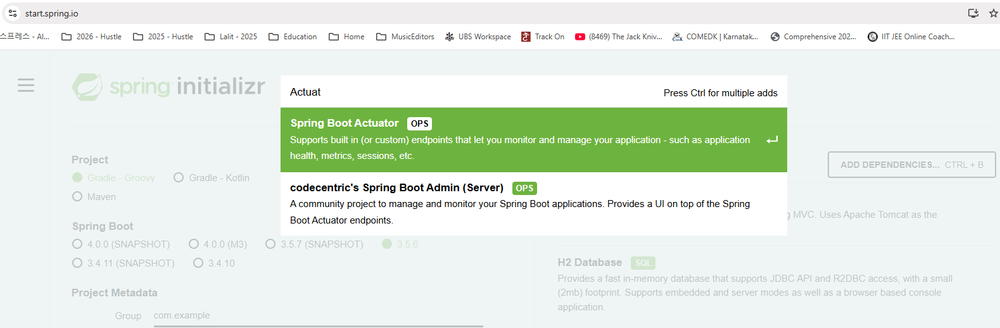 start.spring.io
스프레스 - Al... 2026 - Hustle 2025 - Hustle Lalit - 2025 Education Home MusicEditors UBS Workspace Track On (8469) The Jack Kniv... COMEDK | Karnatak... Comprehensive 202... IIT JEE Online Coach...
spring initializr
Actuat Press Ctrl for multiple adds
Spring Boot Actuator OPS
Supports built in (or custom) endpoints that let you monitor and manage your application - such as application
health, metrics, sessions, etc.
codecentric's Spring Boot Admin (Server) OPS
A community project to manage and monitor your Spring Boot applications. Provides a UI on top of the Spring
Boot Actuator endpoints.
Project
Gradle - Groovy Gradle - Kotlin
Maven
Spring Boot
4.0.0 (SNAPSHOT) 4.0.0 (M3) 3.5.7 (SNAPSHOT) 3.5.6
3.4.11 (SNAPSHOT) 3.4.10
Project Metadata
Group com.example
ADD DEPENDENCIES... CTRL + B
MVC. Uses Apache Tomcat as the
H2 Database SQL
Provides a fast in-memory database that supports JDBC API and R2DBC access, with a small
(2mb) footprint. Supports embedded and server modes as well as a browser based console
application.